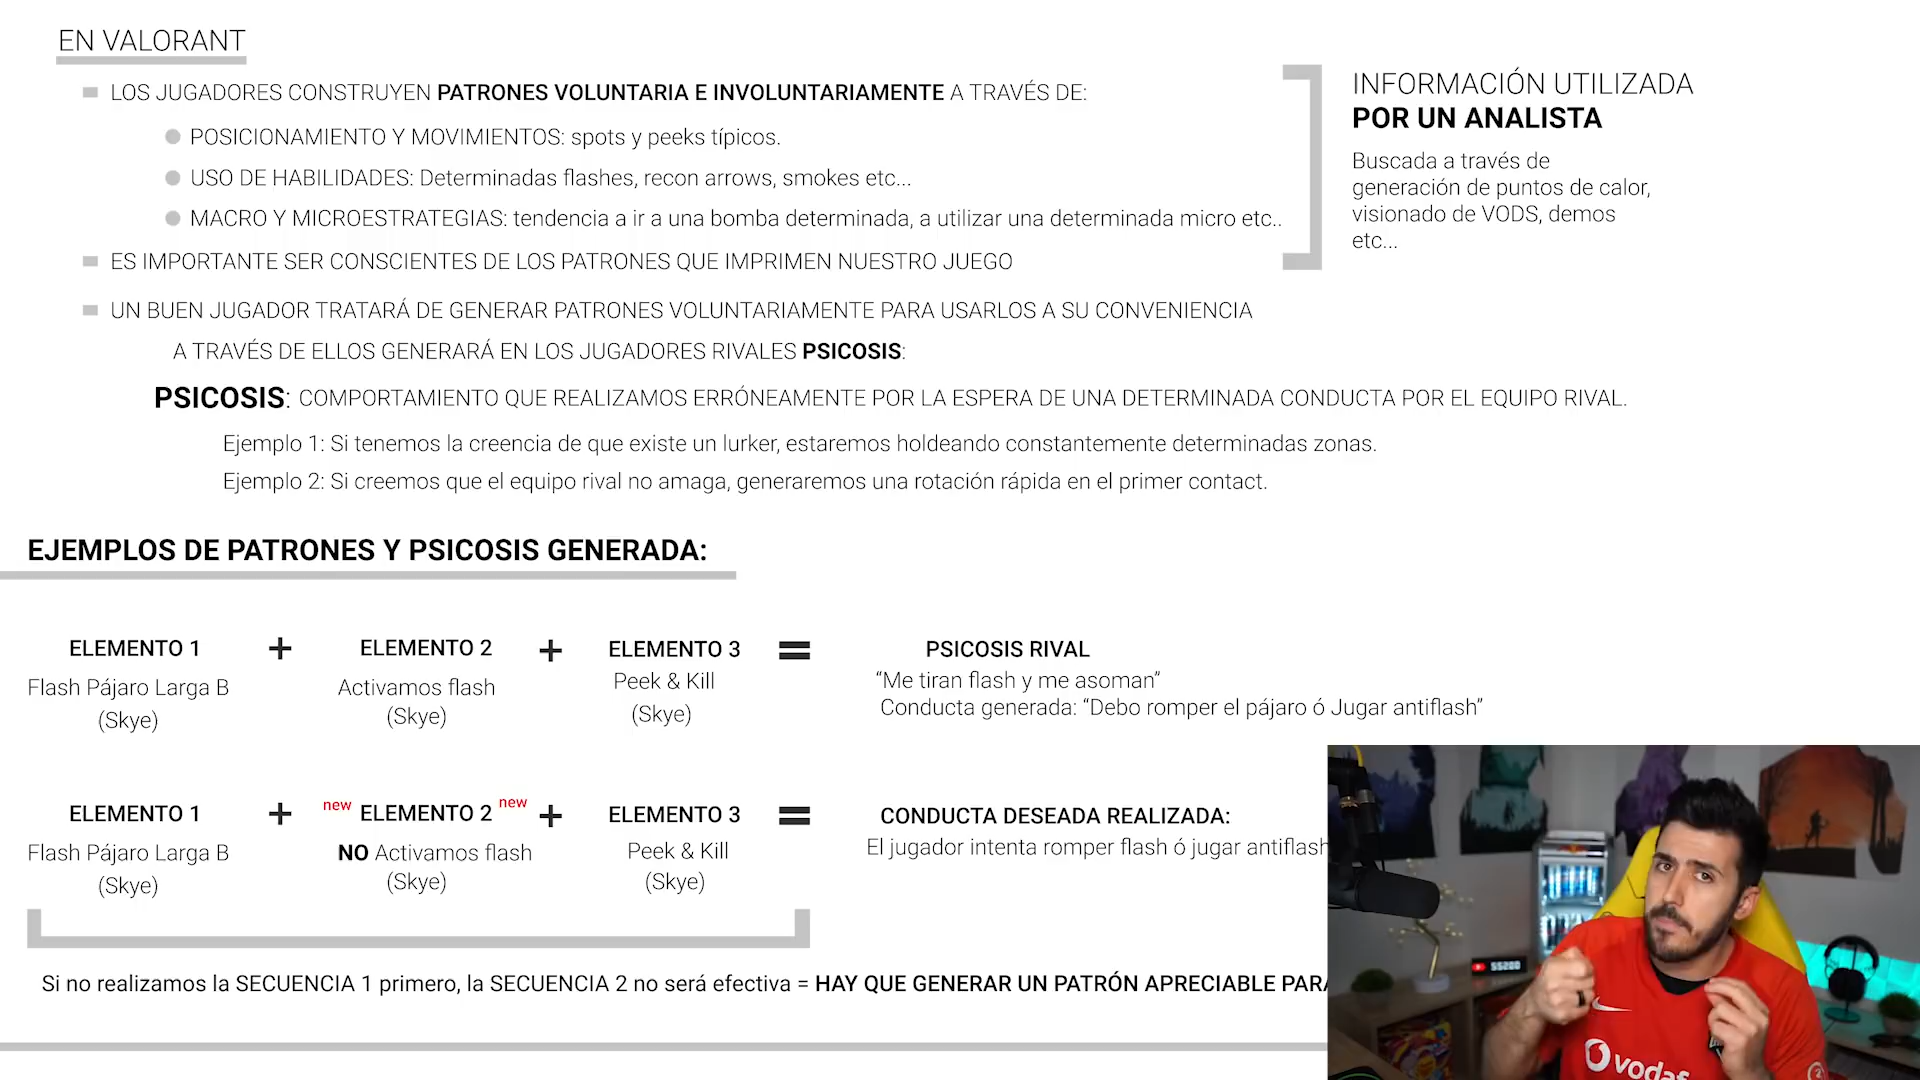 EN VALORANT
LOS JUGADORES CONSTRUYEN PATRONES VOLUNTARIA E INVOLUNTARIAMENTE A TRAVÉS DE:
POSICIONAMIENTO Y MOVIMIENTOS: spots y peeks típicos.
USO DE HABILIDADES: Determinadas flashes, recon arrows, smokes etc...
MACRO Y MICROESTRATEGIAS: tendencia a ir a una bomba determinada, a utilizar una determinada micro etc..
INFORMACIÓN UTILIZADA
POR UN ANALISTA
Buscada a través de
generación de puntos de calor,
visionado de VODS, demos
etc...
ES IMPORTANTE SER CONSCIENTES DE LOS PATRONES QUE IMPRIMEN NUESTRO JUEGO
UN BUEN JUGADOR TRATARÁ DE GENERAR PATRONES VOLUNTARIAMENTE PARA USARLOS A SU CONVENIENCIA
A TRAVÉS DE ELLOS GENERARÁ EN LOS JUGADORES RIVALES PSICOSIS:
PSICOSIS: COMPORTAMIENTO QUE REALIZAMOS ERRÓNEAMENTE POR LA ESPERA DE UNA DETERMINADA CONDUCTA POR EL EQUIPO RIVAL.
Ejemplo 1: Si tenemos la creencia de que existe un lurker, estaremos holdeando constantemente determinadas zonas.
Ejemplo 2: Si creemos que el equipo rival no amaga, generaremos una rotación rápida en el primer contact.
EJEMPLOS DE PATRONES Y PSICOSIS GENERADA:
ELEMENTO 1 + ELEMENTO 2 + ELEMENTO 3 = PSICOSIS RIVAL
Flash Pájaro Larga B
(Skye)
Activamos flash
(Skye)
Peek & Kill
(Skye)
“Me tiran flash y me asoman”
Conducta generada: “Debo romper el pájaro ó Jugar antiflash”
ELEMENTO 1 + new ELEMENTO 2 new + ELEMENTO 3 = CONDUCTA DESEADA REALIZADA:
Flash Pájaro Larga B
(Skye)
NO Activamos flash
(Skye)
Peek & Kill
(Skye)
El jugador intenta romper flash ó jugar antiflash
Si no realizamos la SECUENCIA 1 primero, la SECUENCIA 2 no será efectiva = HAY QUE GENERAR UN PATRÓN APRECIABLE PARA
55200
vodaf